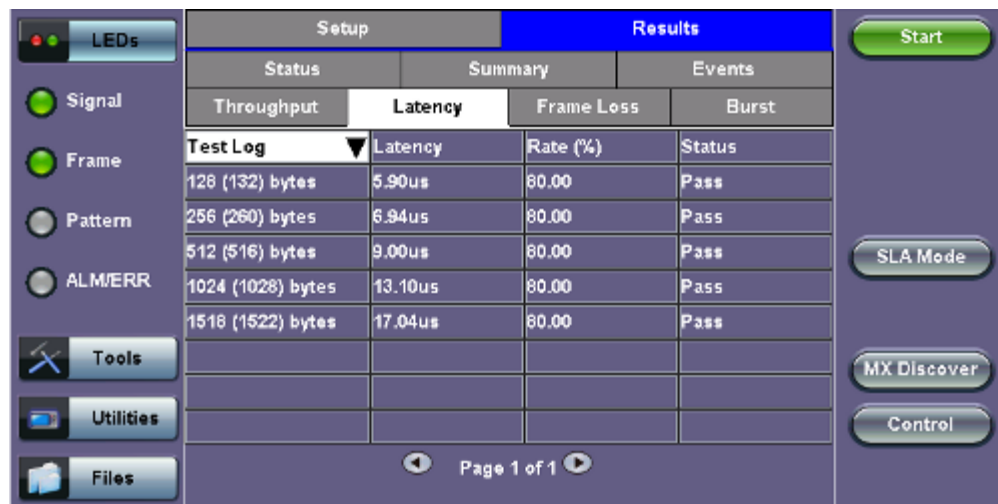 LEDs
Signal
Frame
Pattern
ALM/ERR
Tools
Utilities
Files
Setup Results
Status Summary Events
Throughput Latency Frame Loss Burst
Test Log Latency Rate (%) Status
128 (132) bytes 5.90us 80.00 Pass
256 (260) bytes 6.94us 80.00 Pass
512 (516) bytes 9.00us 80.00 Pass
1024 (1028) bytes 13.10us 80.00 Pass
1518 (1522) bytes 17.04us 80.00 Pass
Page 1 of 1
Start
SLA Mode
MX Discover
Control